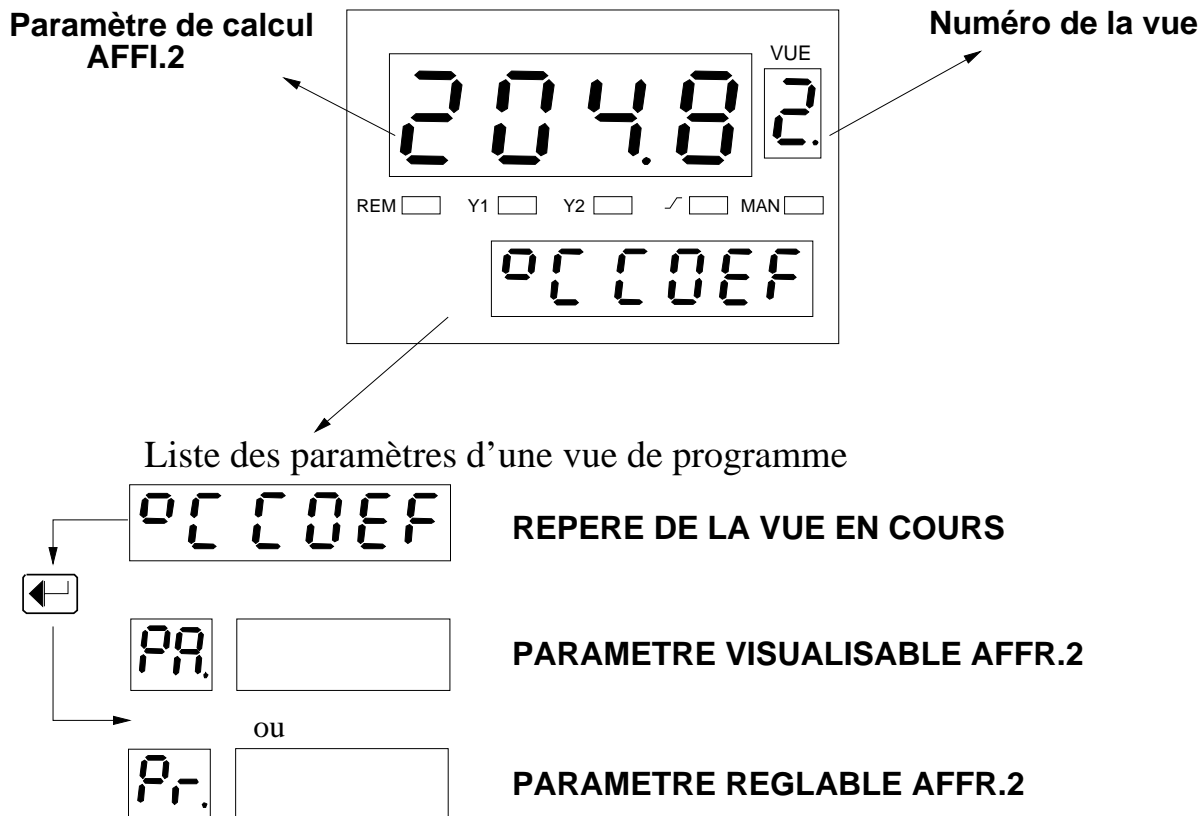 Paramètre de calcul
AFFI.2
Numéro de la vue
VUE
204.8
2.
REM Y1 Y2 MAN
°C COEF
Liste des paramètres d’une vue de programme
°C COEF
REPERE DE LA VUE EN COURS
PA.
PARAMETRE VISUALISABLE AFFR.2
ou
Pr.
PARAMETRE REGLABLE AFFR.2